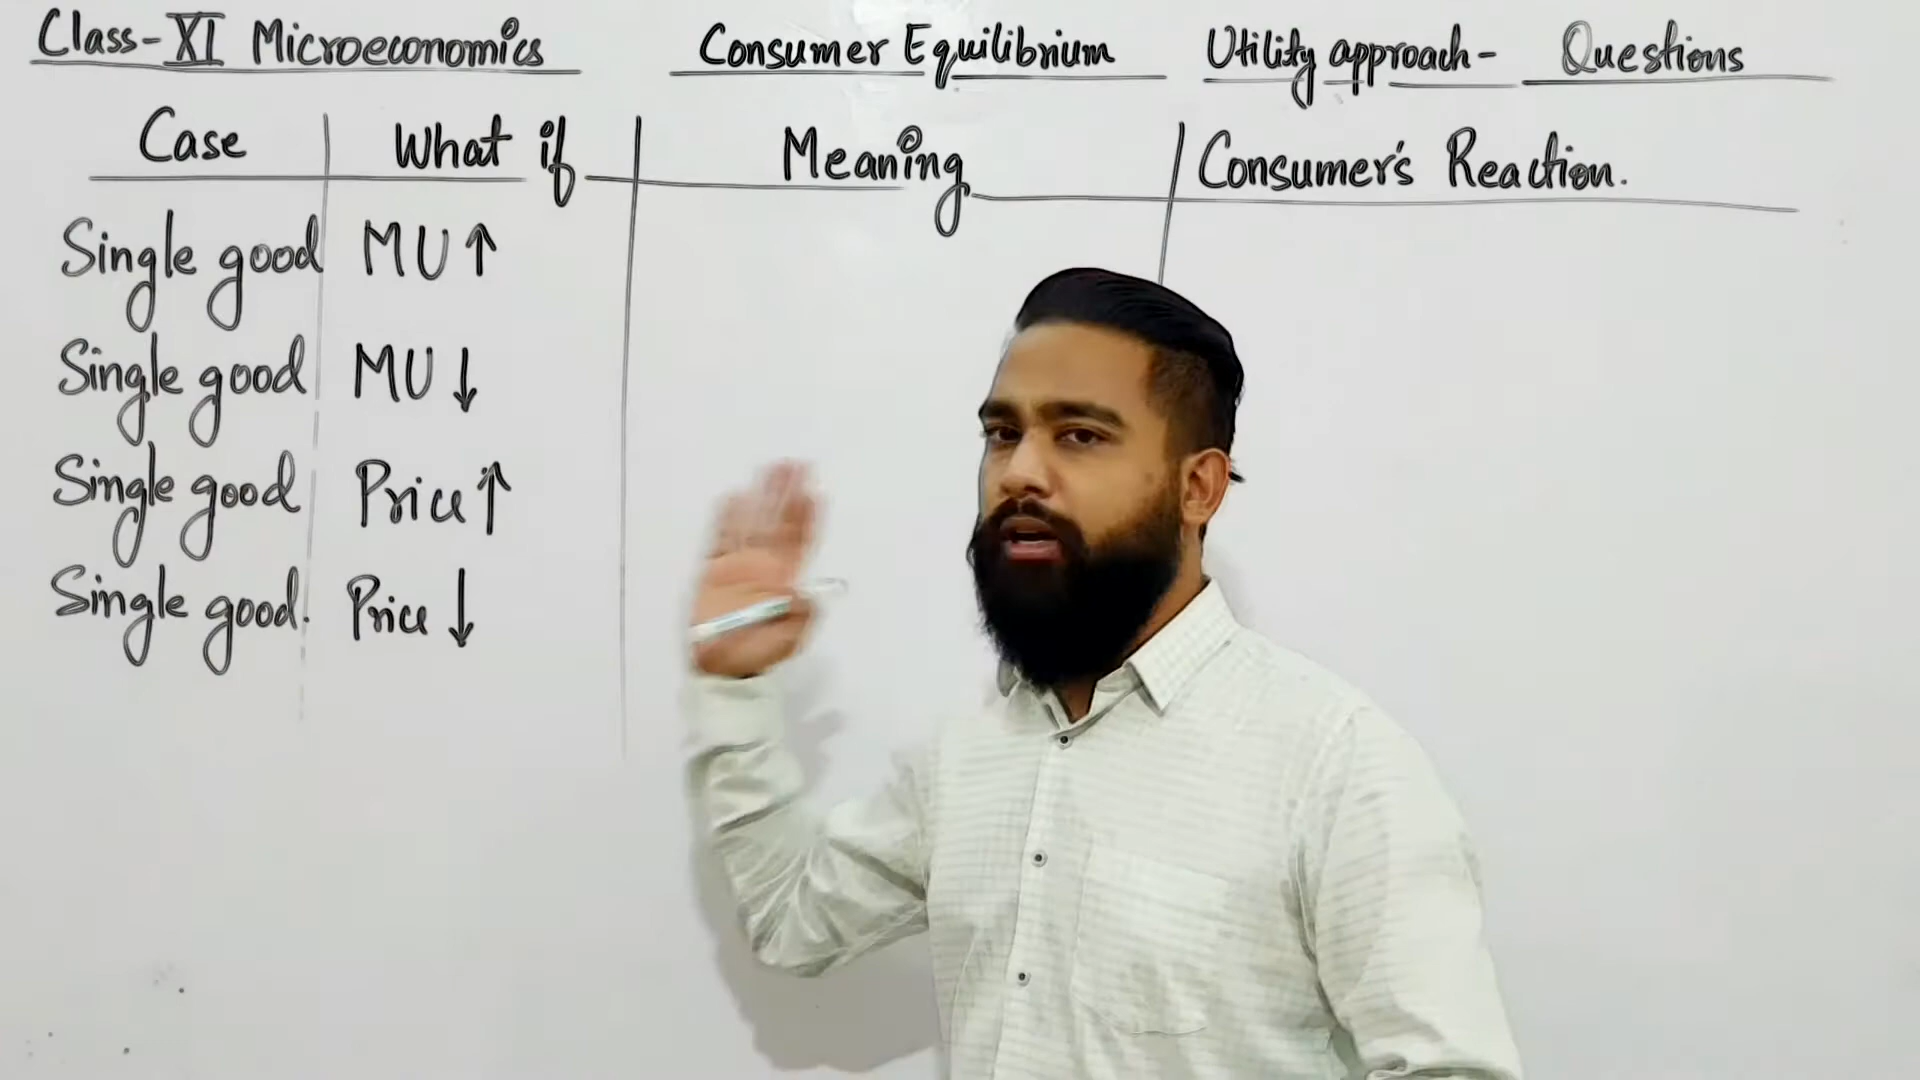 Class-XI Microeconomics Consumer Equilibrium Utility approach- Questions
Case What if Meaning Consumer's Reaction.
Single good MU↑
Single good MU↓
Single good Price↑
Single good. Price↓